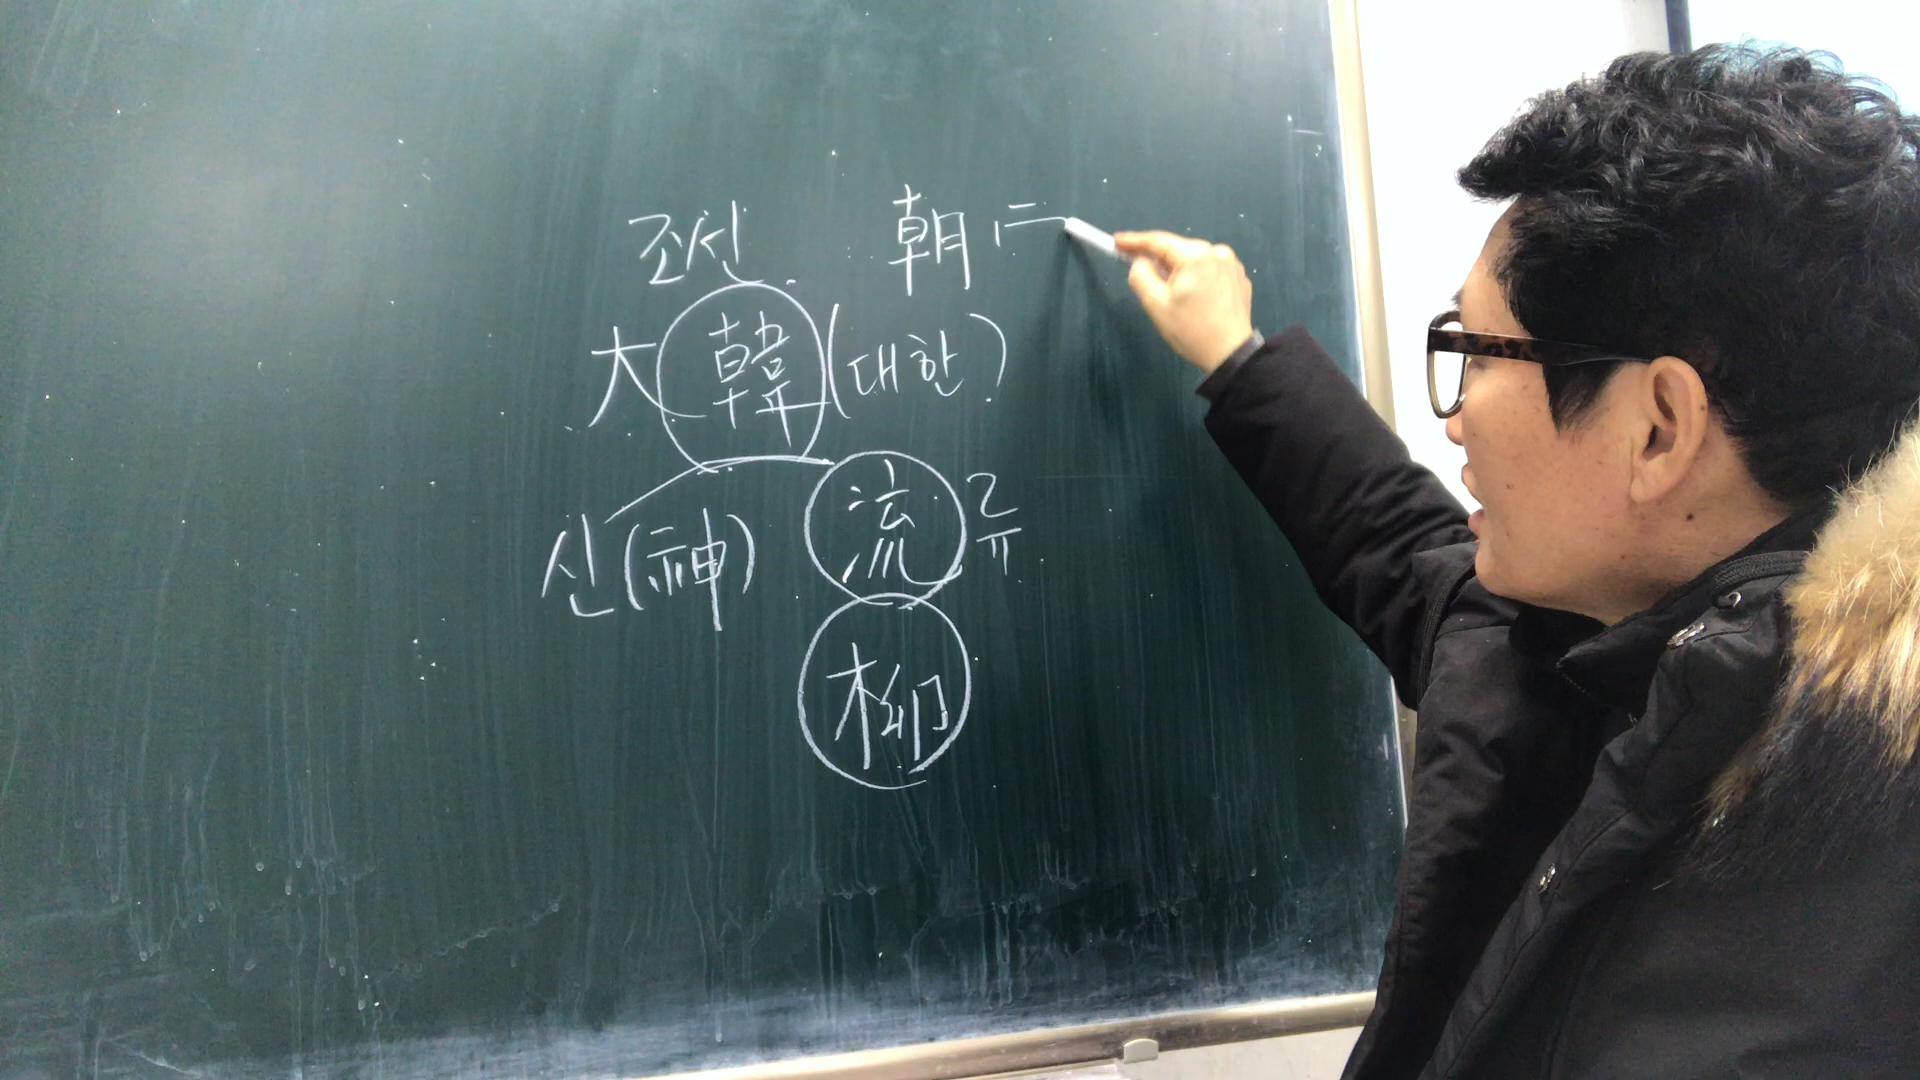 조선 朝
大韓(대한)
신(神) 流 류
柳